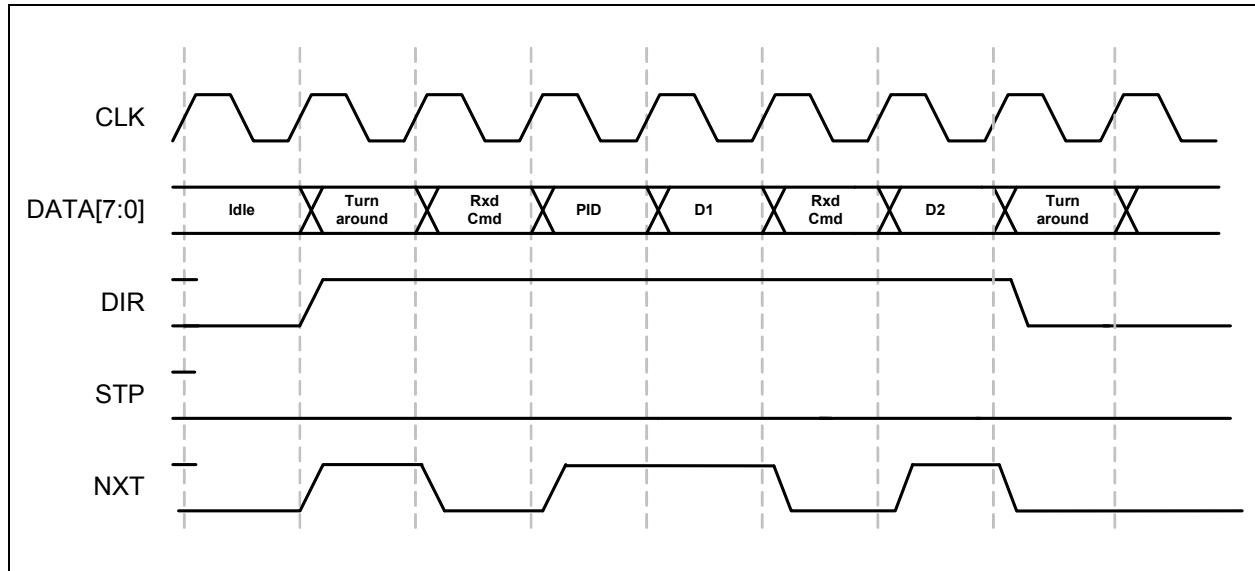 CLK
DATA[7:0]
Idle
Turn
around
Rxd
Cmd
PID
D1
Rxd
Cmd
D2
Turn
around
DIR
STP
NXT